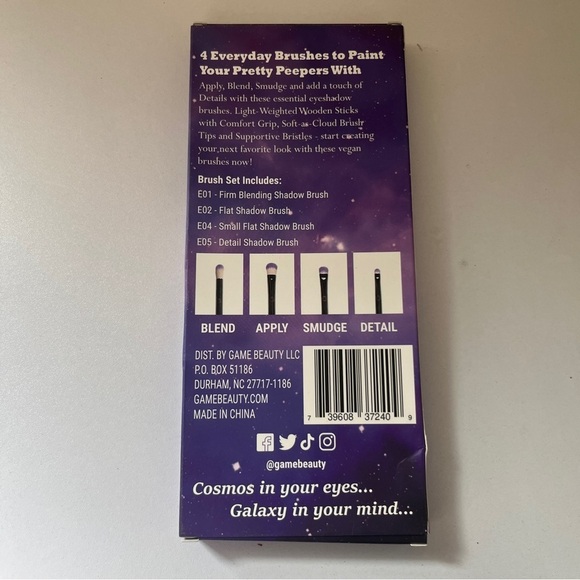 4 Everyday Brushes to Paint
Your Pretty Peepers With
Apply, Blend, Smudge and add a touch of
Details with these essential eyeshadow
brushes. Light-Weighted Wooden Sticks
with Comfort Grip, Soft-as-Cloud Brush
Tips and Supportive Bristles - start creating
your next favorite look with these vegan
brushes now!
Brush Set Includes:
E01 - Firm Blending Shadow Brush
E02 - Flat Shadow Brush
E04 - Small Flat Shadow Brush
E05 - Detail Shadow Brush
BLEND APPLY SMUDGE DETAIL
DIST. BY GAME BEAUTY LLC
P.O. BOX 51186
DURHAM, NC 27717-1186
GAMEBEAUTY.COM
MADE IN CHINA
7 39608 37240 9
@gamebeauty
Cosmos in your eyes...
Galaxy in your mind...